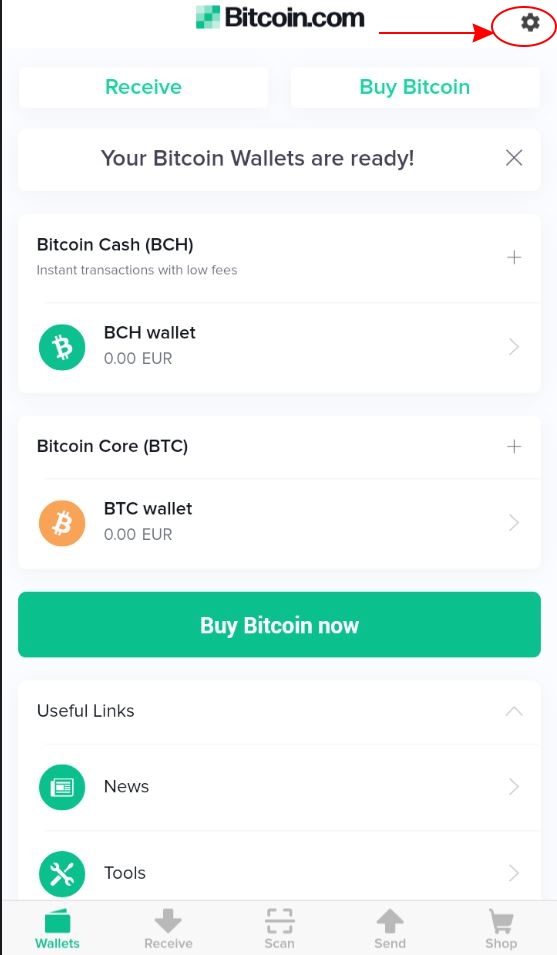 Bitcoin.com
Receive
Buy Bitcoin
Your Bitcoin Wallets are ready!
Bitcoin Cash (BCH)
Instant transactions with low fees
BCH wallet
0.00 EUR
Bitcoin Core (BTC)
BTC wallet
0.00 EUR
Buy Bitcoin now
Useful Links
News
Tools
Wallets
Receive
Scan
Send
Shop